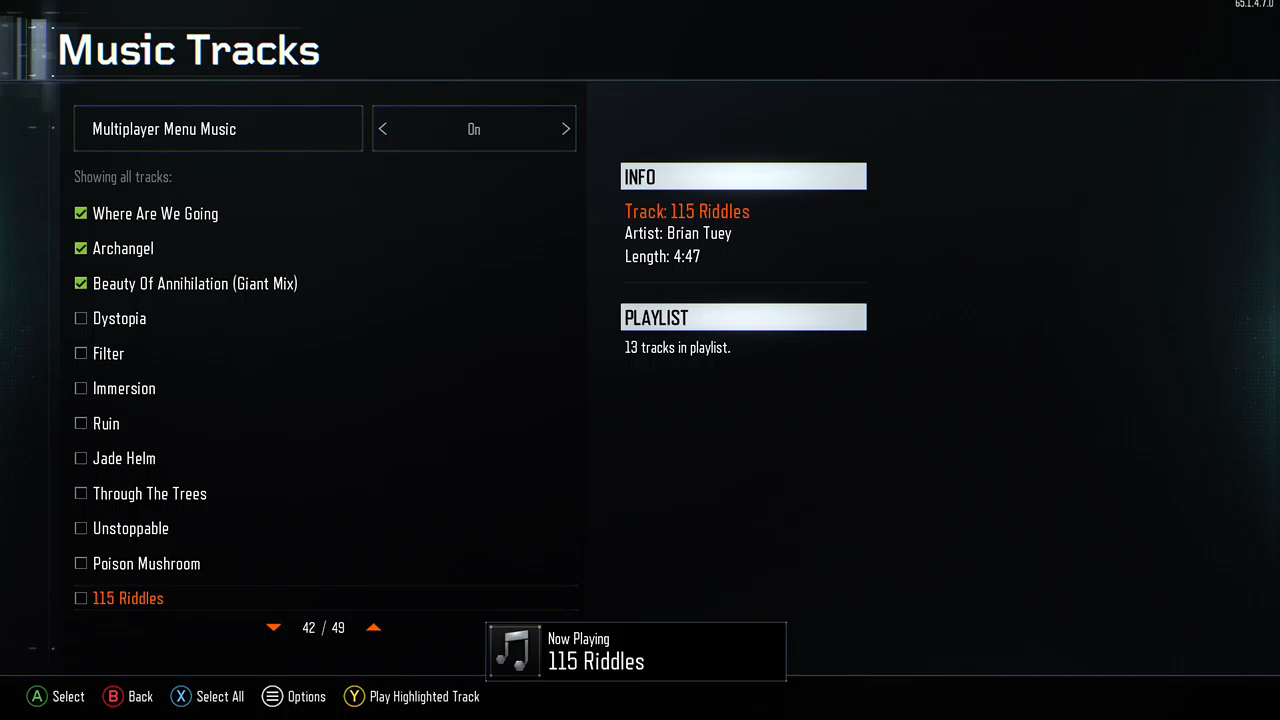 65.1.4.7.0
Music Tracks
Multiplayer Menu Music
On
Showing all tracks:
Where Are We Going
Archangel
Beauty Of Annihilation (Giant Mix)
Dystopia
Filter
Immersion
Ruin
Jade Helm
Through The Trees
Unstoppable
Poison Mushroom
115 Riddles
42 / 49
INFO
Track: 115 Riddles
Artist: Brian Tuey
Length: 4:47
PLAYLIST
13 tracks in playlist.
Now Playing
115 Riddles
A Select B Back X Select All Options Y Play Highlighted Track